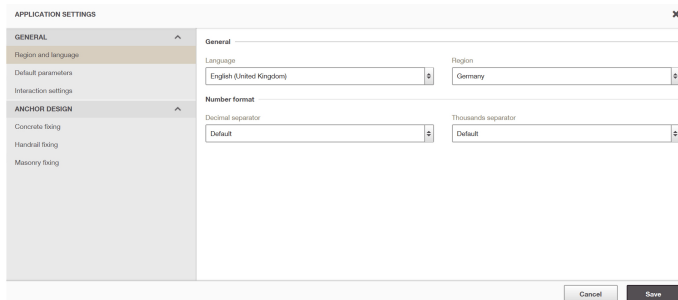 APPLICATION SETTINGS
GENERAL
Region and language
Default parameters
Interaction settings
ANCHOR DESIGN
Concrete fixing
Handrail fixing
Masonry fixing
General
Language
Region
English (United Kingdom)
Germany
Number format
Decimal separator
Thousands separator
Default
Default
Cancel
Save